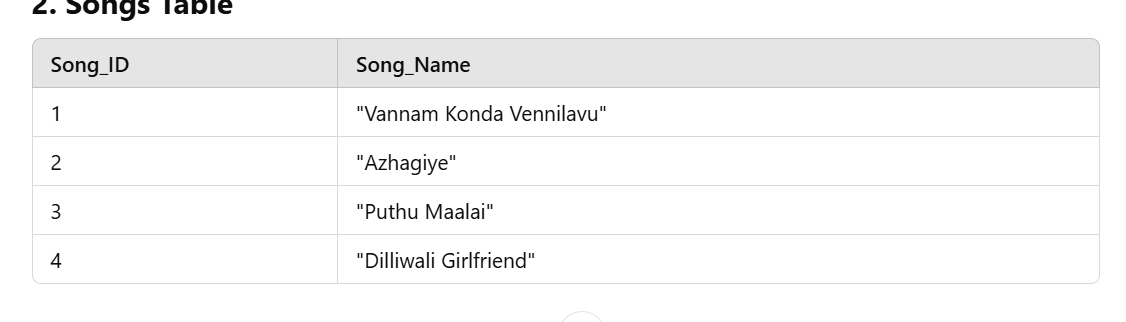 2. Songs Table
Song_ID Song_Name
1 "Vannam Konda Vennilavu"
2 "Azhagiye"
3 "Puthu Maalai"
4 "Dilliwali Girlfriend"